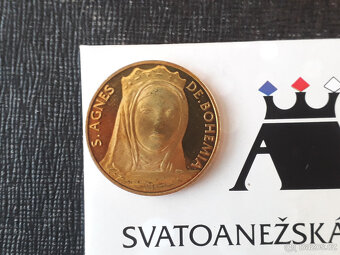 S. AGNES DE. BOHEMIA
SVATOANEŽSKÁ